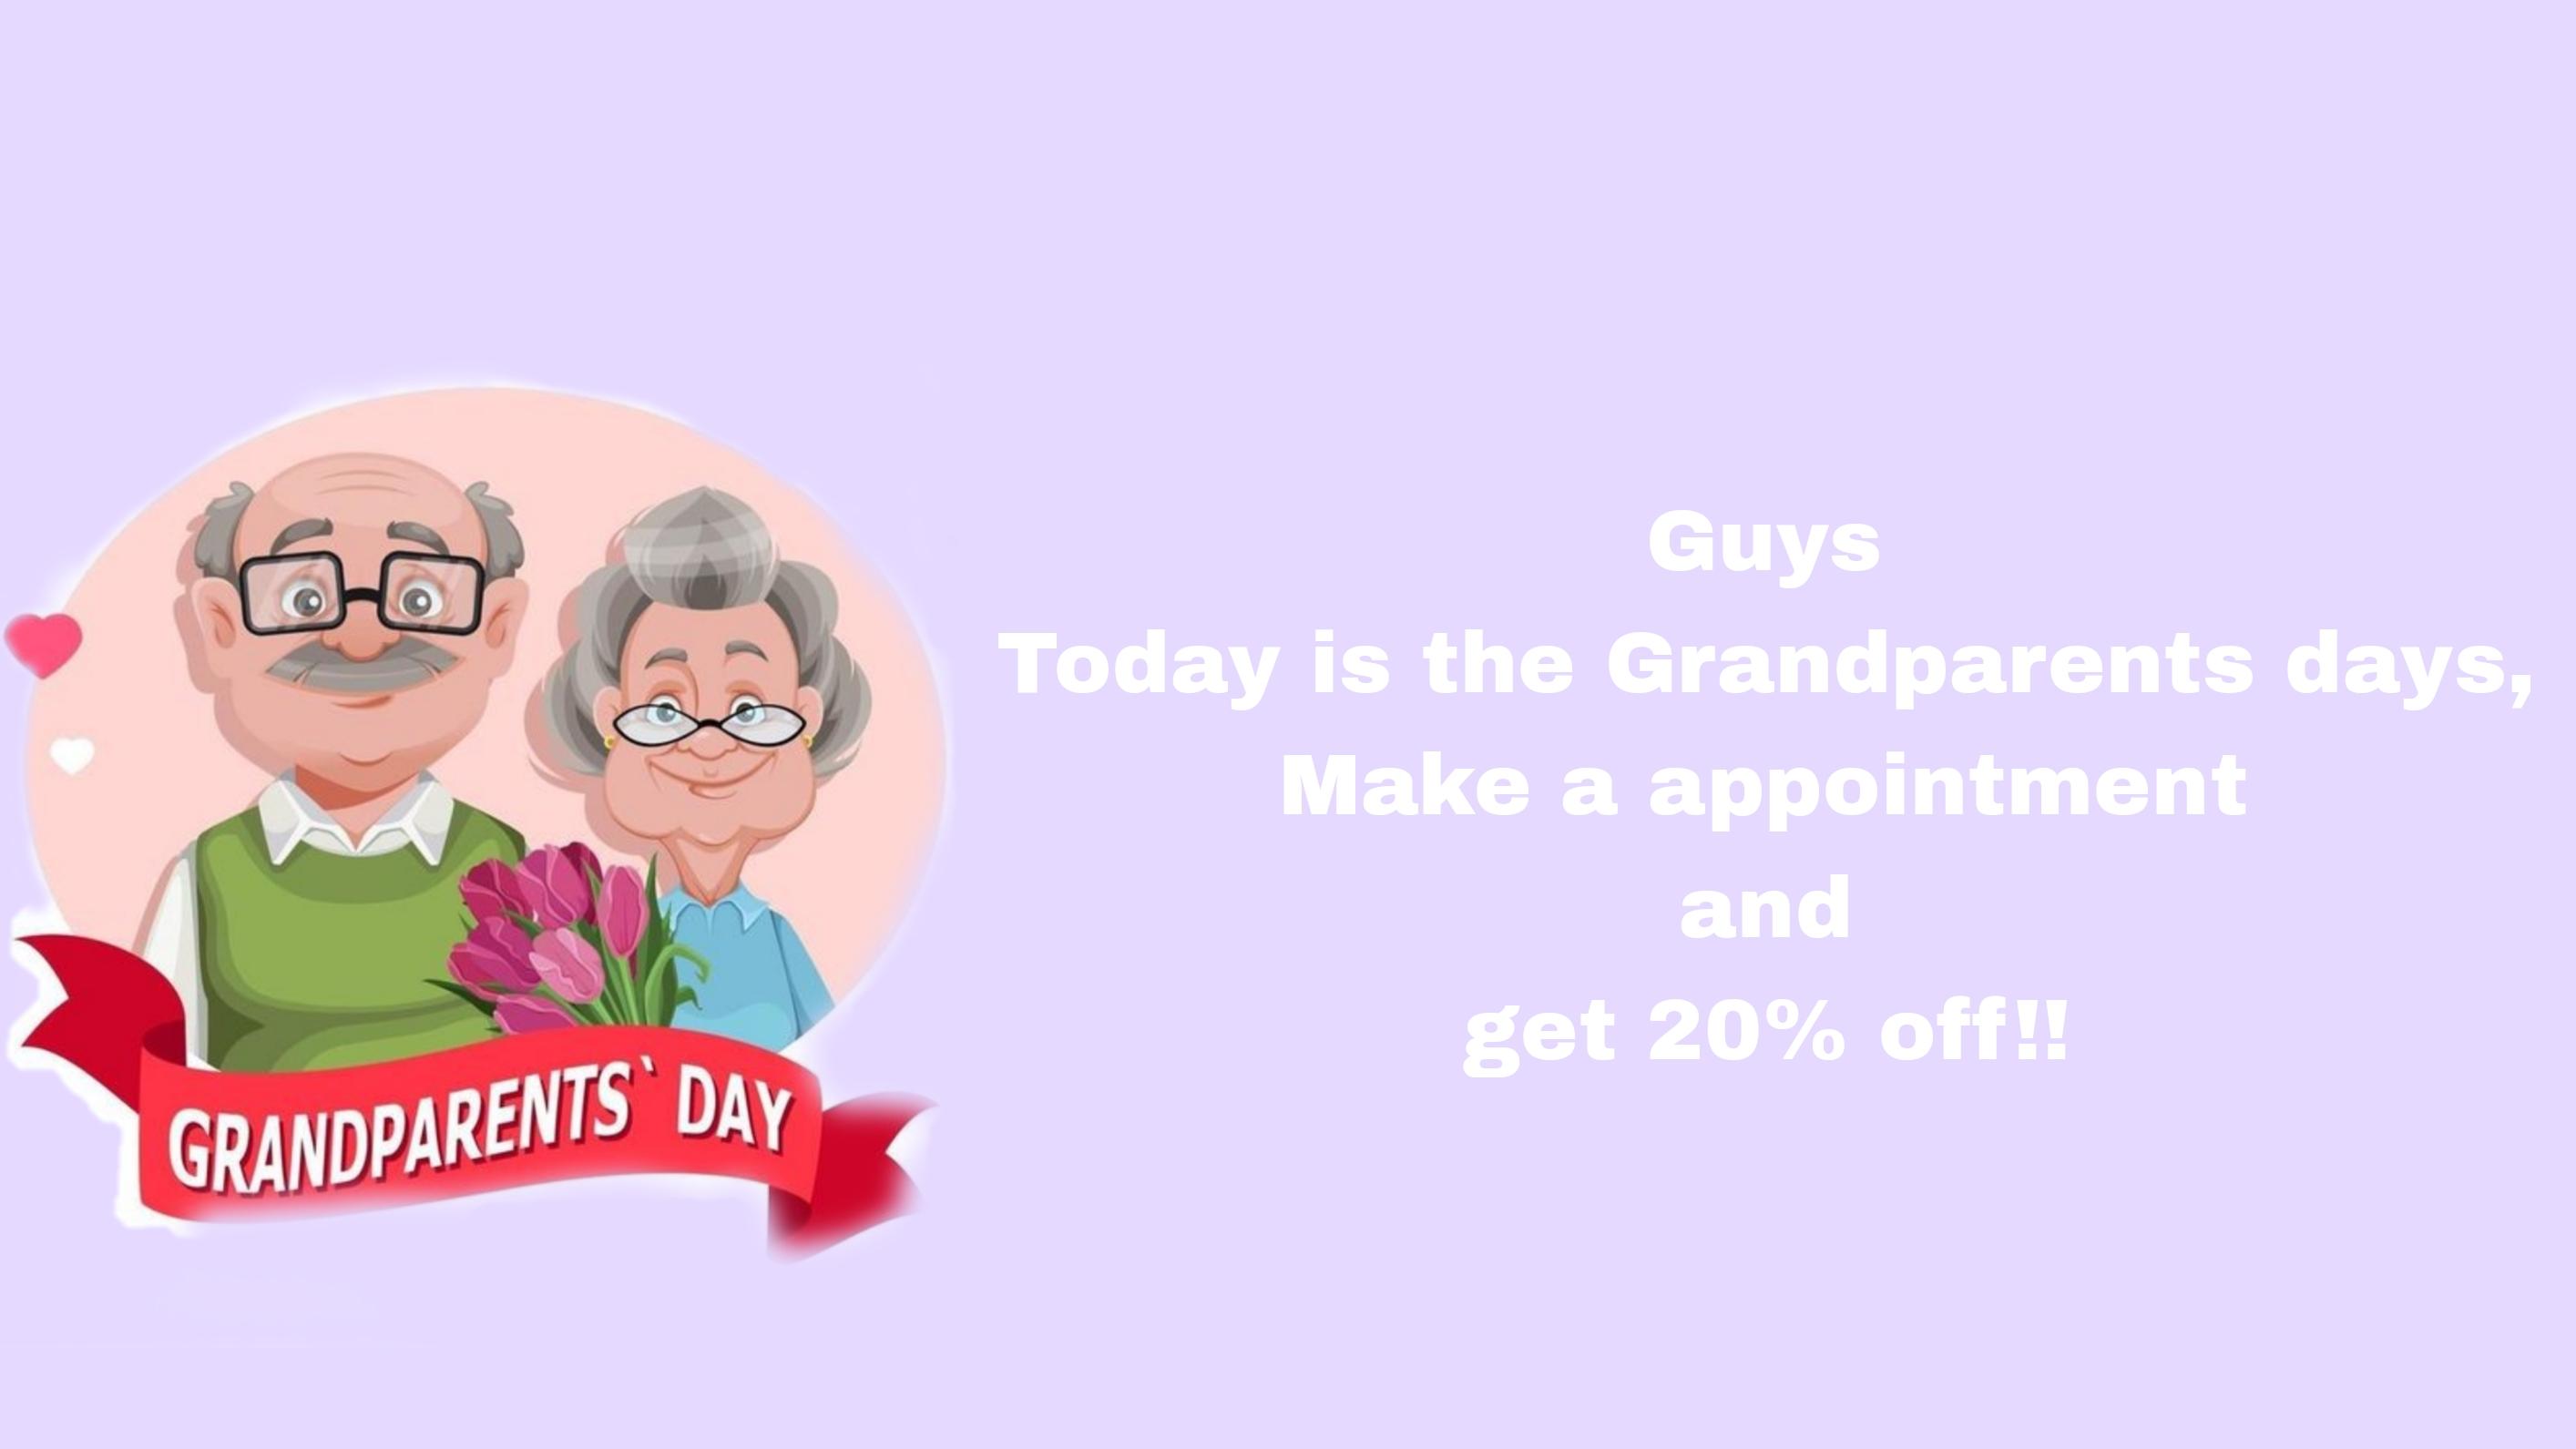 Guys
Today is the Grandparents days,
Make a appointment
and
get 20% off!!
GRANDPARENTS` DAY